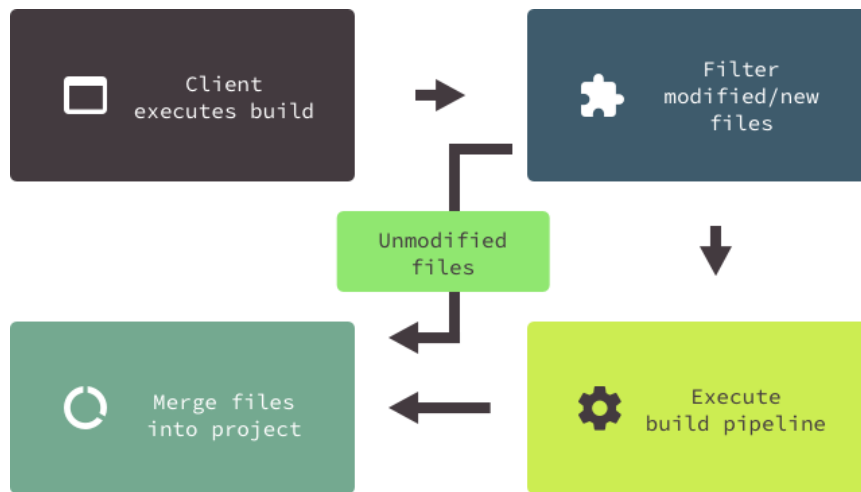 Client
executes build
Filter
modified/new
files
Unmodified
files
Merge files
into project
Execute
build pipeline